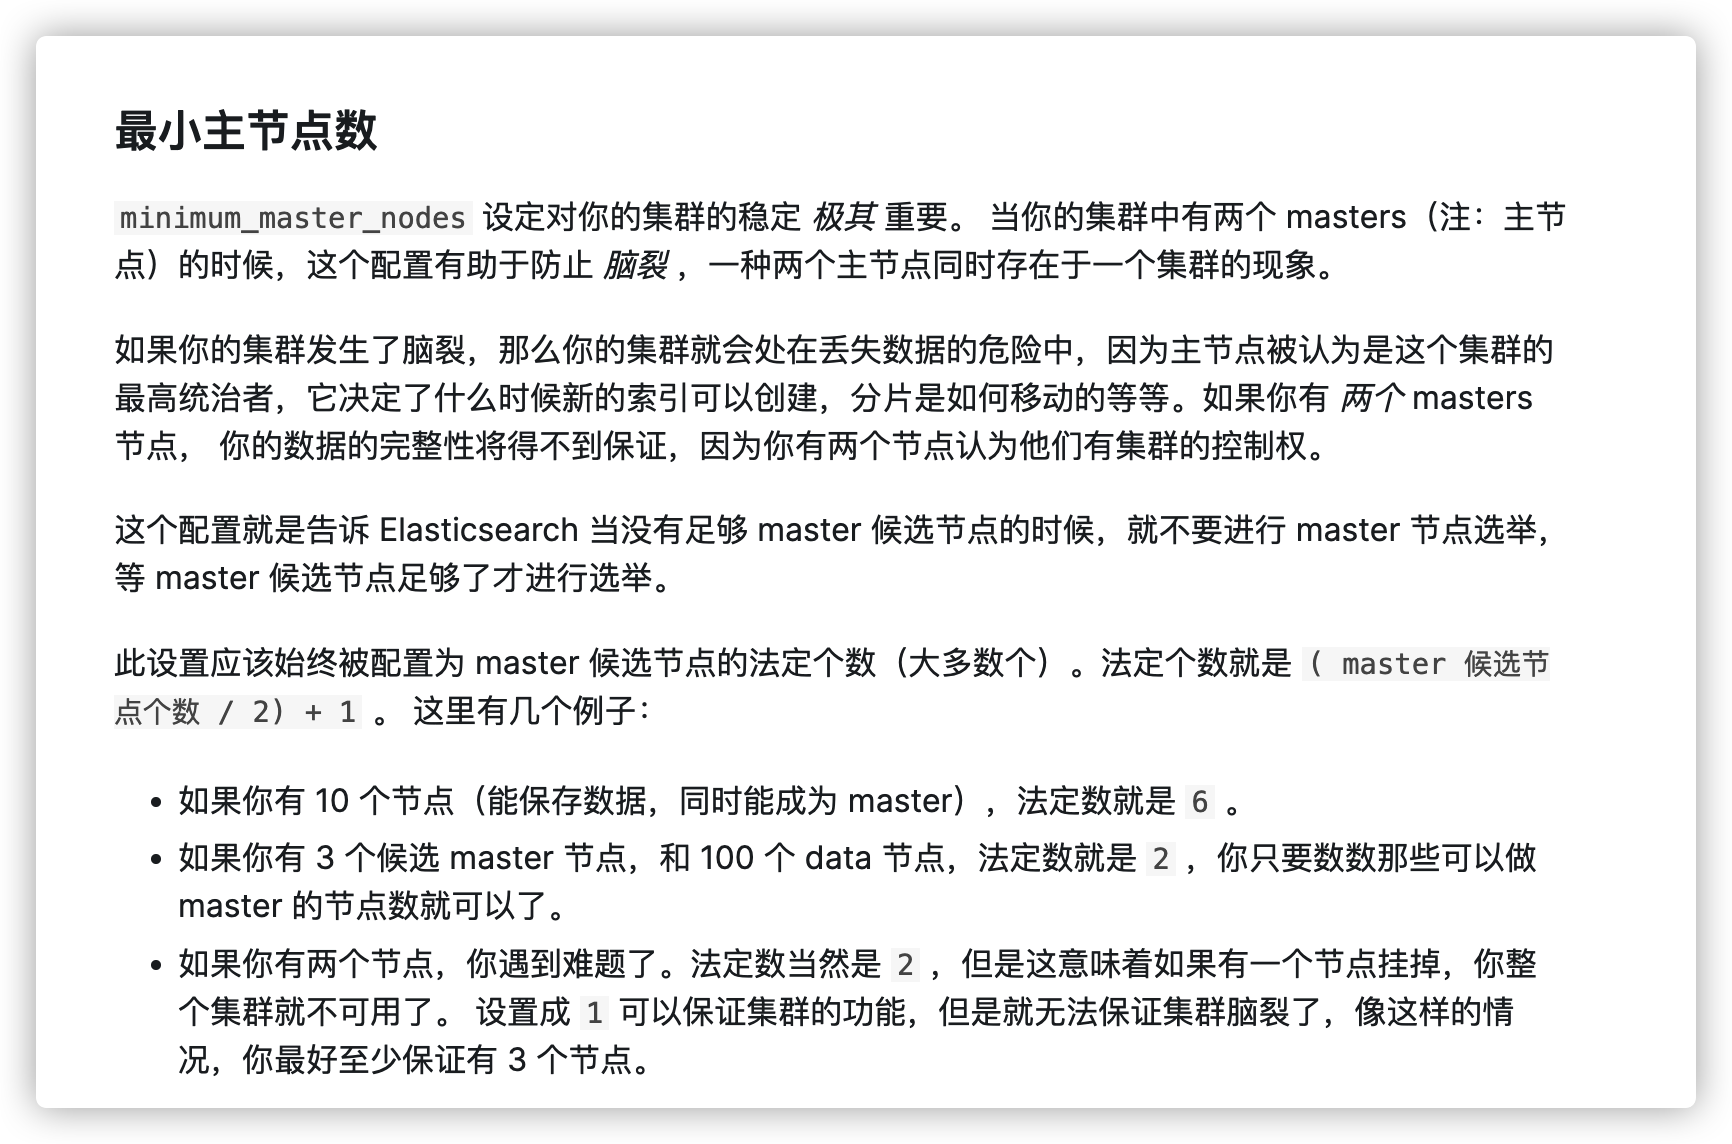 最小主节点数
minimum_master_nodes 设定对你的集群的稳定 极其 重要。 当你的集群中有两个 masters（注：主节
点）的时候，这个配置有助于防止 脑裂 ，一种两个主节点同时存在于一个集群的现象。
如果你的集群发生了脑裂，那么你的集群就会处在丢失数据的危险中，因为主节点被认为是这个集群的
最高统治者，它决定了什么时候新的索引可以创建，分片是如何移动的等等。如果你有 两个 masters
节点， 你的数据的完整性将得不到保证，因为你有两个节点认为他们有集群的控制权。
这个配置就是告诉 Elasticsearch 当没有足够 master 候选节点的时候，就不要进行 master 节点选举，
等 master 候选节点足够了才进行选举。
此设置应该始终被配置为 master 候选节点的法定个数（大多数个）。法定个数就是 ( master 候选节
点个数 / 2) + 1 。 这里有几个例子：
• 如果你有 10 个节点（能保存数据，同时能成为 master），法定数就是 6 。
• 如果你有 3 个候选 master 节点，和 100 个 data 节点，法定数就是 2 ，你只要数数那些可以做
master 的节点数就可以了。
• 如果你有两个节点，你遇到难题了。法定数当然是 2 ，但是这意味着如果有一个节点挂掉，你整
个集群就不可用了。 设置成 1 可以保证集群的功能，但是就无法保证集群脑裂了，像这样的情
况，你最好至少保证有 3 个节点。